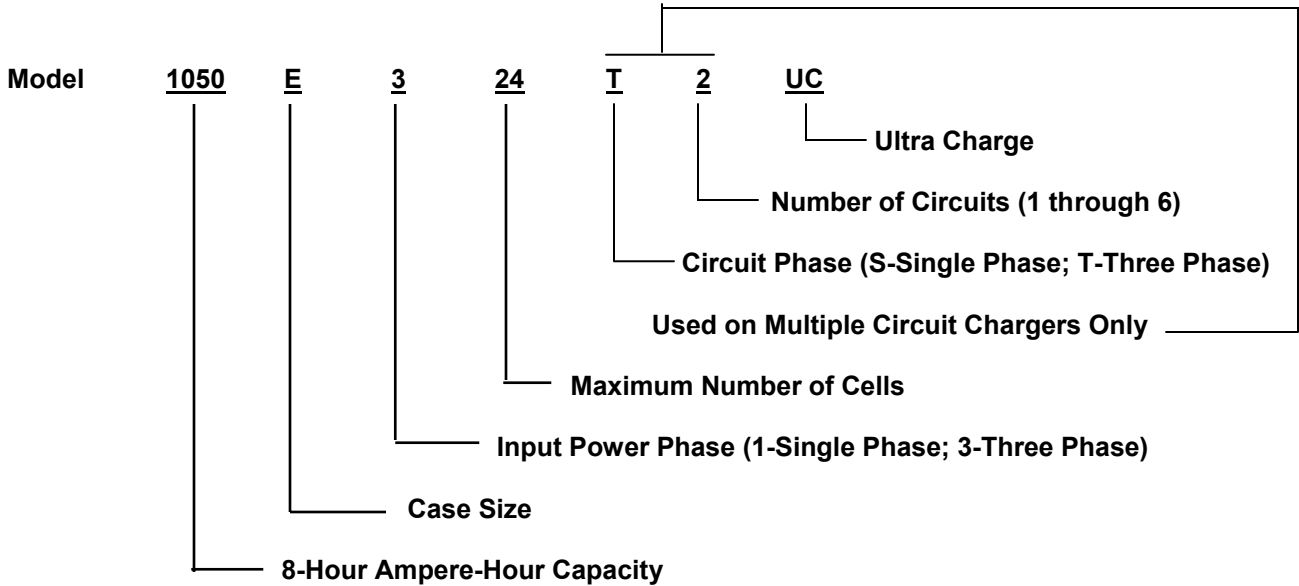 Model 1050 E 3 24 T 2 UC
Ultra Charge
Number of Circuits (1 through 6)
Circuit Phase (S-Single Phase; T-Three Phase)
Used on Multiple Circuit Chargers Only
Maximum Number of Cells
Input Power Phase (1-Single Phase; 3-Three Phase)
Case Size
8-Hour Ampere-Hour Capacity